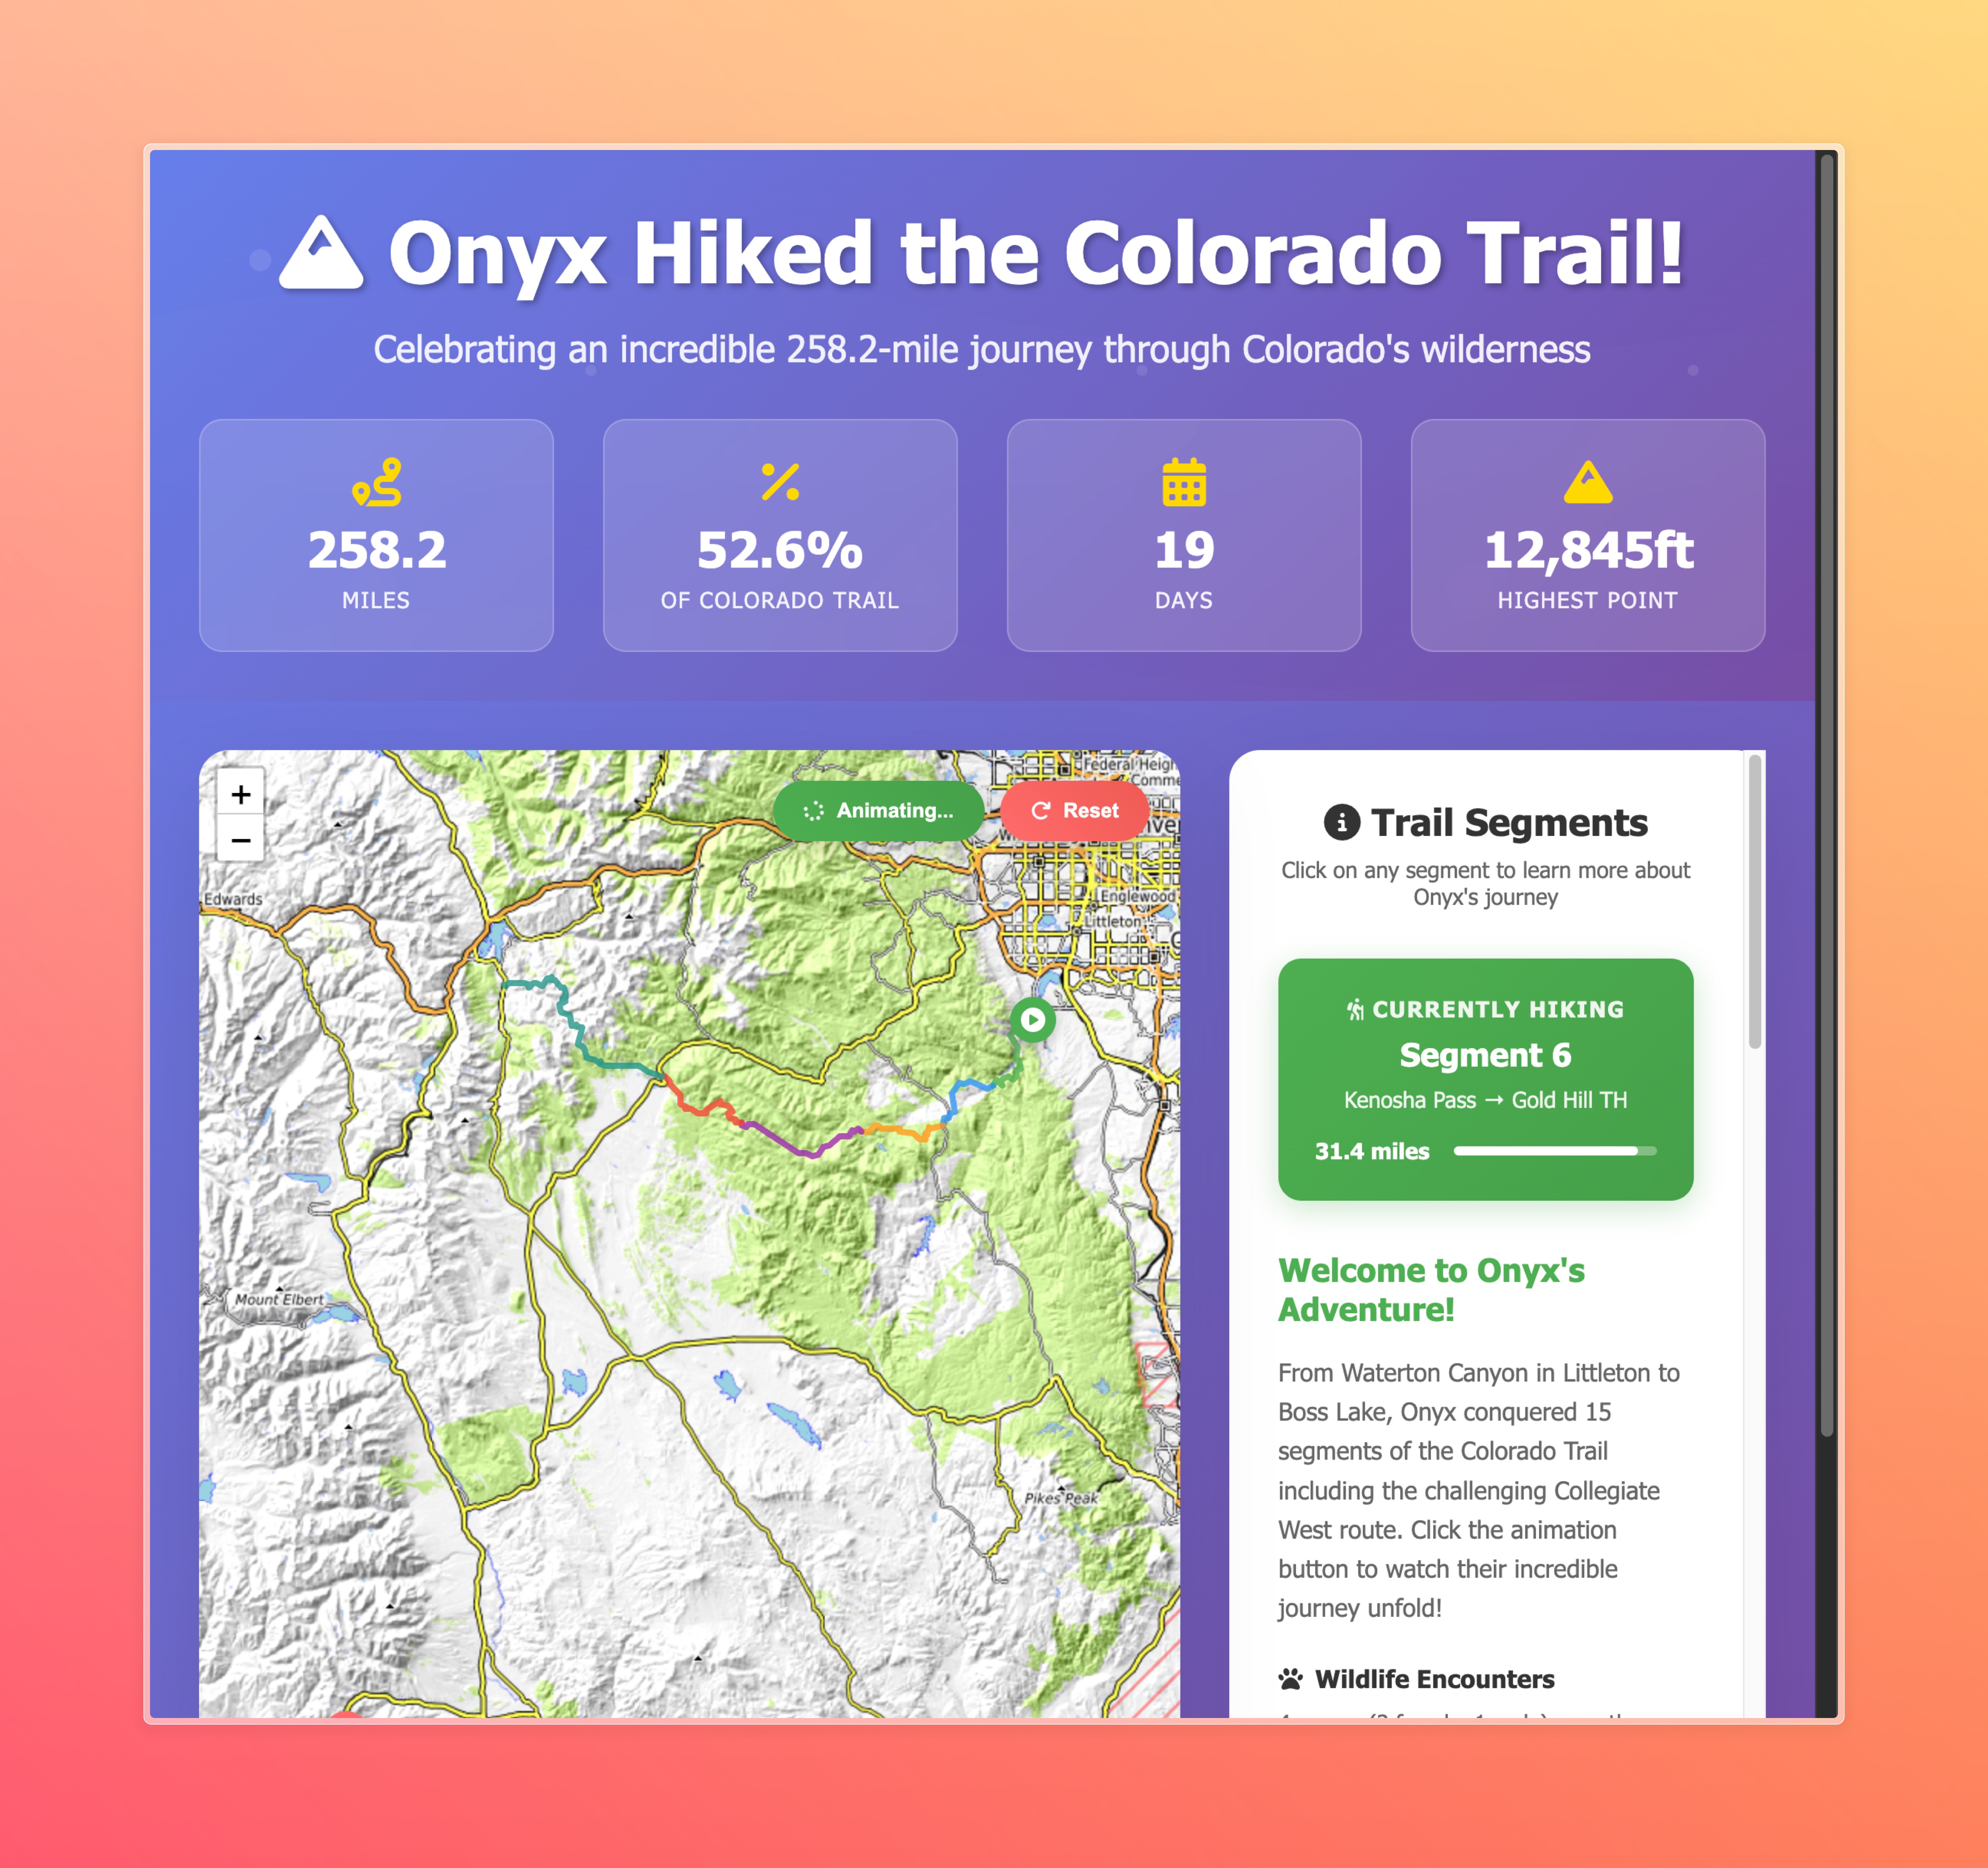 Onyx Hiked the Colorado Trail!
Celebrating an incredible 258.2-mile journey through Colorado's wilderness
258.2
MILES
52.6%
OF COLORADO TRAIL
19
DAYS
12,845ft
HIGHEST POINT
+
−
Animating...
Reset
Edwards
Englewood
Littleton
Mount Elbert
Pikes Peak
Trail Segments
Click on any segment to learn more about
Onyx's journey
CURRENTLY HIKING
Segment 6
Kenosha Pass → Gold Hill TH
31.4 miles
Welcome to Onyx's
Adventure!
From Waterton Canyon in Littleton to
Boss Lake, Onyx conquered 15
segments of the Colorado Trail
including the challenging Collegiate
West route. Click the animation
button to watch their incredible
journey unfold!
Wildlife Encounters